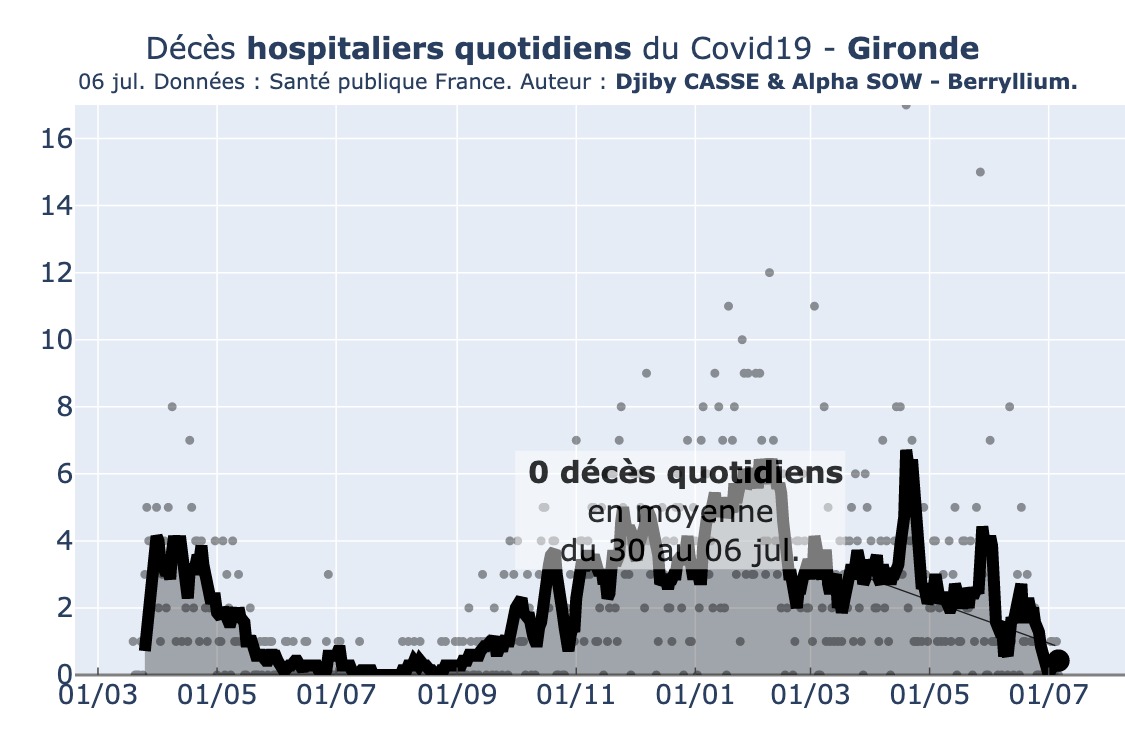 Décès hospitaliers quotidiens du Covid19 - Gironde
06 jul. Données : Santé publique France. Auteur : Djiby CASSE & Alpha SOW - Berryllium.
16
14
12
10
8
6
4
2
0
0 décès quotidiens
en moyenne
du 30 au 06 jul.
01/03 01/05 01/07 01/09 01/11 01/01 01/03 01/05 01/07